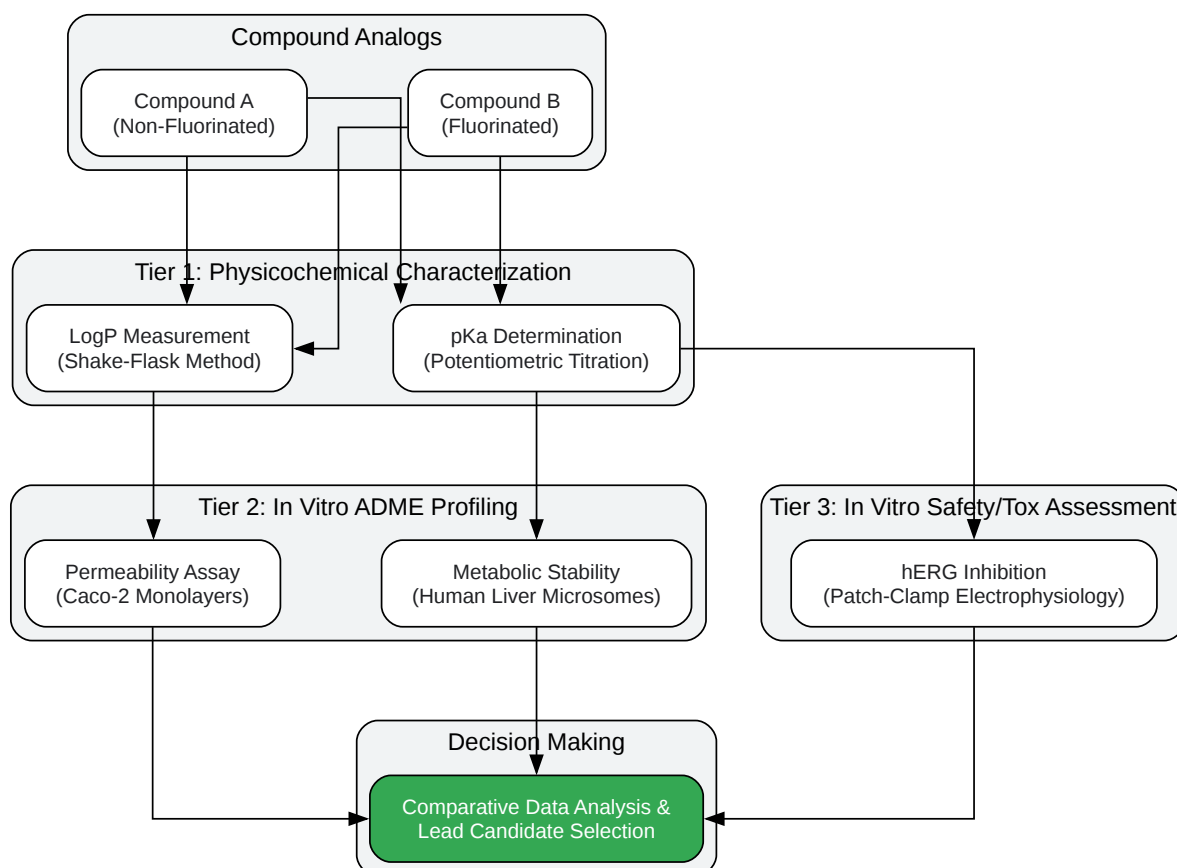 Compound Analogs
Compound A
(Non-Fluorinated)
Compound B
(Fluorinated)
Tier 1: Physicochemical Characterization
LogP Measurement
(Shake-Flask Method)
pKa Determination
(Potentiometric Titration)
Tier 2: In Vitro ADME Profiling
Permeability Assay
(Caco-2 Monolayers)
Metabolic Stability
(Human Liver Microsomes)
Tier 3: In Vitro Safety/Tox Assessment
hERG Inhibition
(Patch-Clamp Electrophysiology)
Decision Making
Comparative Data Analysis &
Lead Candidate Selection